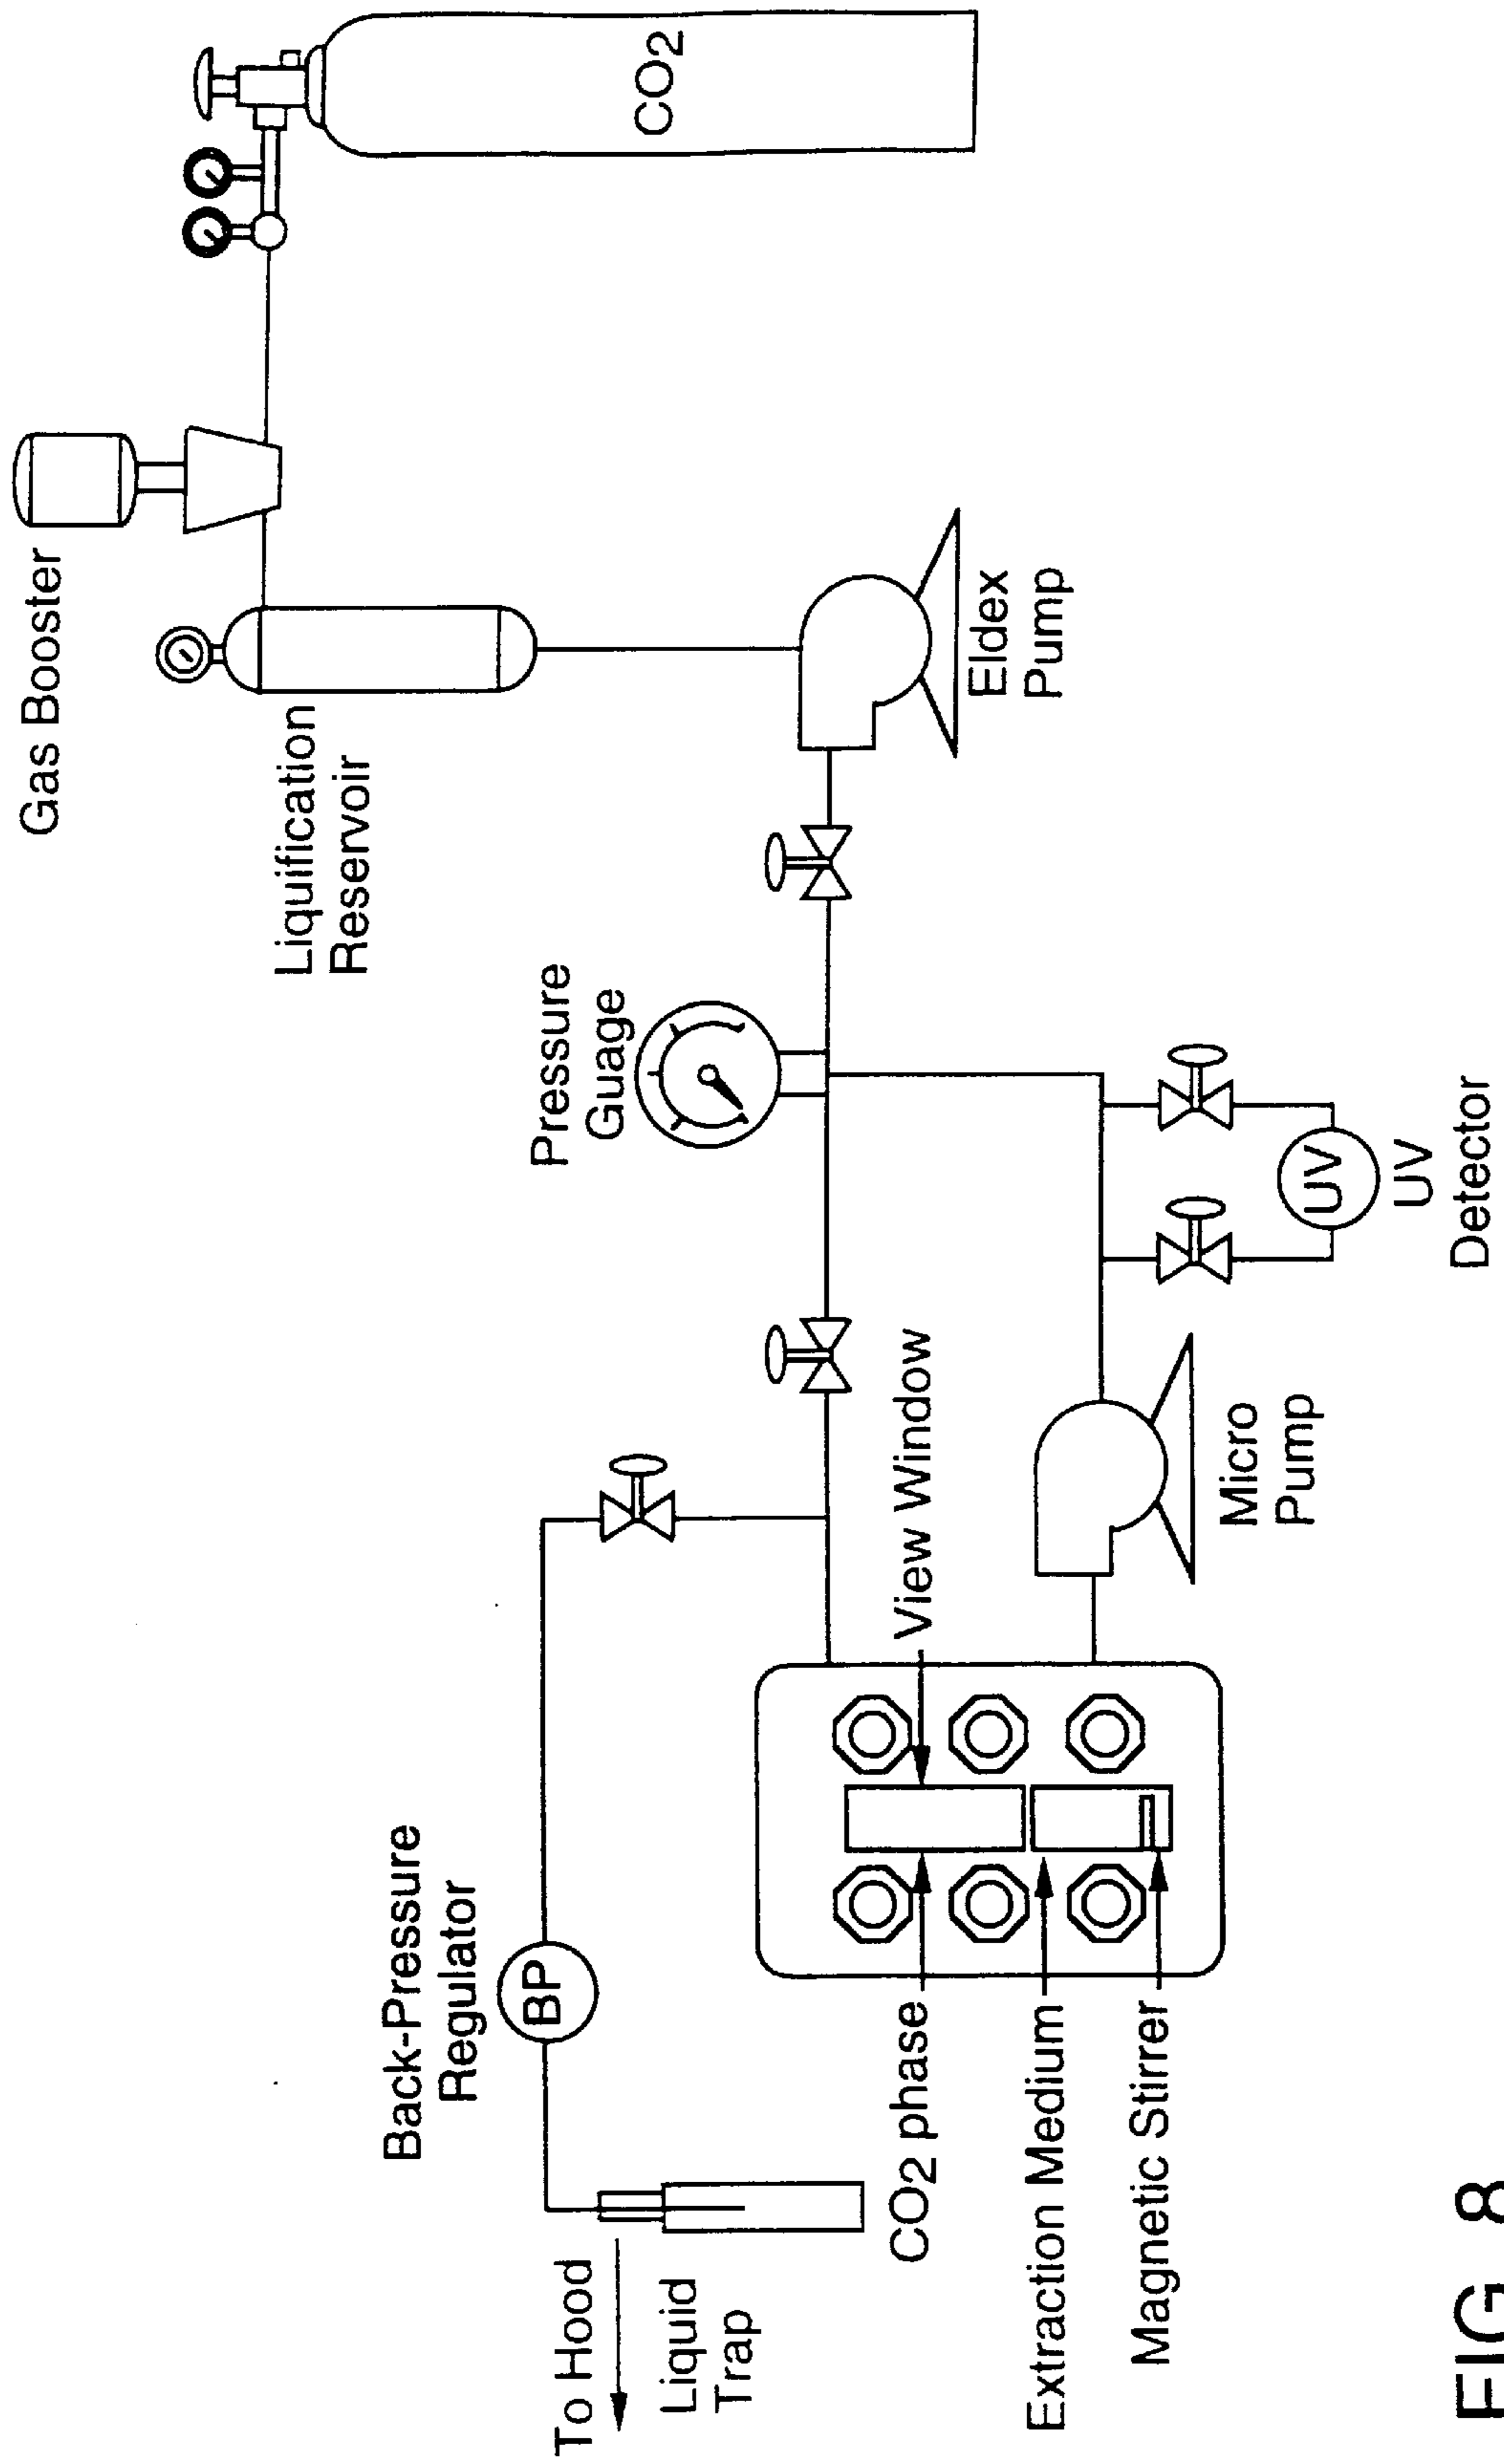 CO2
Gas Booster
Liquification
Reservoir
Eldex
Pump
Pressure
Guage
UV
UV
Detector
View Window
Micro
Pump
Back-Pressure
Regulator
BP
To Hood
Liquid
Trap
CO2 phase
Extraction Medium
Magnetic Stirrer
FIG. 8